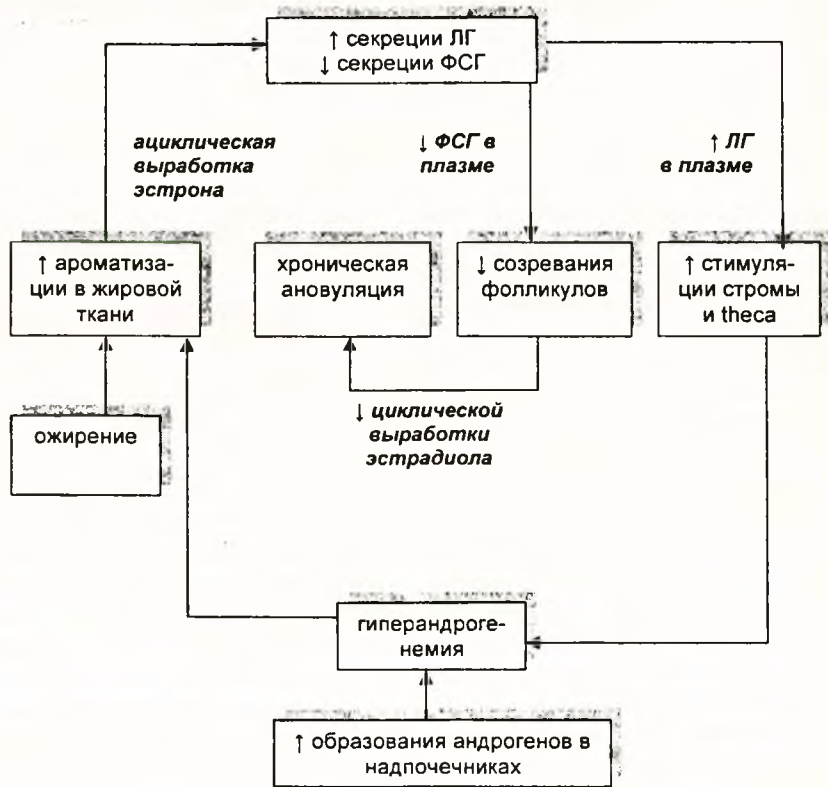 ↑ секреции ЛГ
↓ секреции ФСГ
ациклическая
выработка
эстрона
↓ ФСГ в
плазме
↑ ЛГ
в плазме
↑ ароматиза-
ции в жировой
ткани
хроническая
ановуляция
↓ созревания
фолликулов
↑ стимуля-
ции стромы
и theca
ожирение
↓ циклической
выработки
эстрадиола
гиперандроге-
немия
↑ образования андрогенов в
надпочечниках